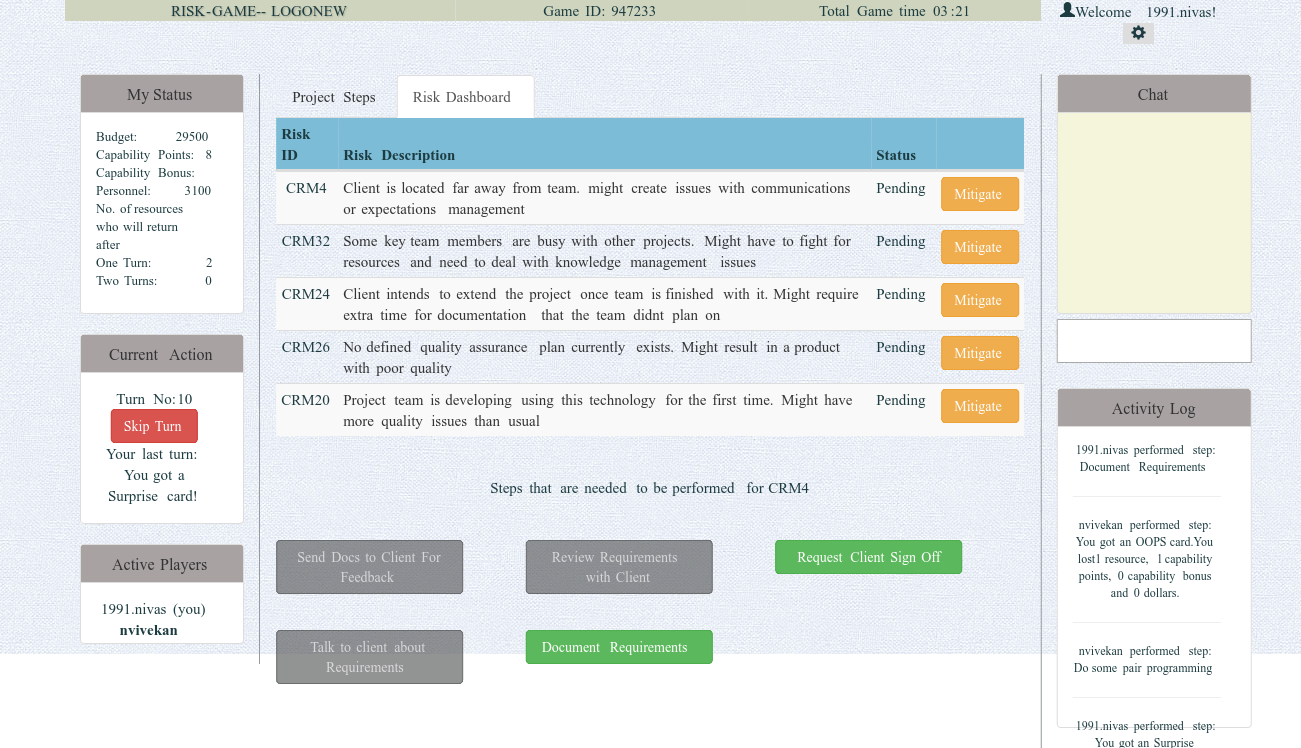 RISK-GAME-- LOGONEW Game ID: 947233 Total Game time 03:21
Welcome 1991.nivas!
My Status
Budget: 29500
Capability Points: 8
Capability Bonus:
Personnel: 3100
No. of resources
who will return
after
One Turn: 2
Two Turns: 0
Current Action
Turn No:10
Skip Turn
Your last turn:
You got a
Surprise card!
Active Players
1991.nivas (you)
nvivekan
Project Steps Risk Dashboard
Risk
ID Risk Description Status
CRM4 Client is located far away from team. might create issues with communications Pending Mitigate
or expectations management
CRM32 Some key team members are busy with other projects. Might have to fight for Pending Mitigate
resources and need to deal with knowledge management issues
CRM24 Client intends to extend the project once team is finished with it. Might require Pending Mitigate
extra time for documentation that the team didnt plan on
CRM26 No defined quality assurance plan currently exists. Might result in a product Pending Mitigate
with poor quality
CRM20 Project team is developing using this technology for the first time. Might have Pending Mitigate
more quality issues than usual
Steps that are needed to be performed for CRM4
Send Docs to Client For
Feedback
Review Requirements
with Client
Request Client Sign Off
Talk to client about
Requirements
Document Requirements
Chat
Activity Log
1991.nivas performed step:
Document Requirements
nvivekan performed step:
You got an OOPS card.You
lost1 resource, 1 capability
points, 0 capability bonus
and 0 dollars.
nvivekan performed step:
Do some pair programming
1991.nivas performed step:
You got an Surprise